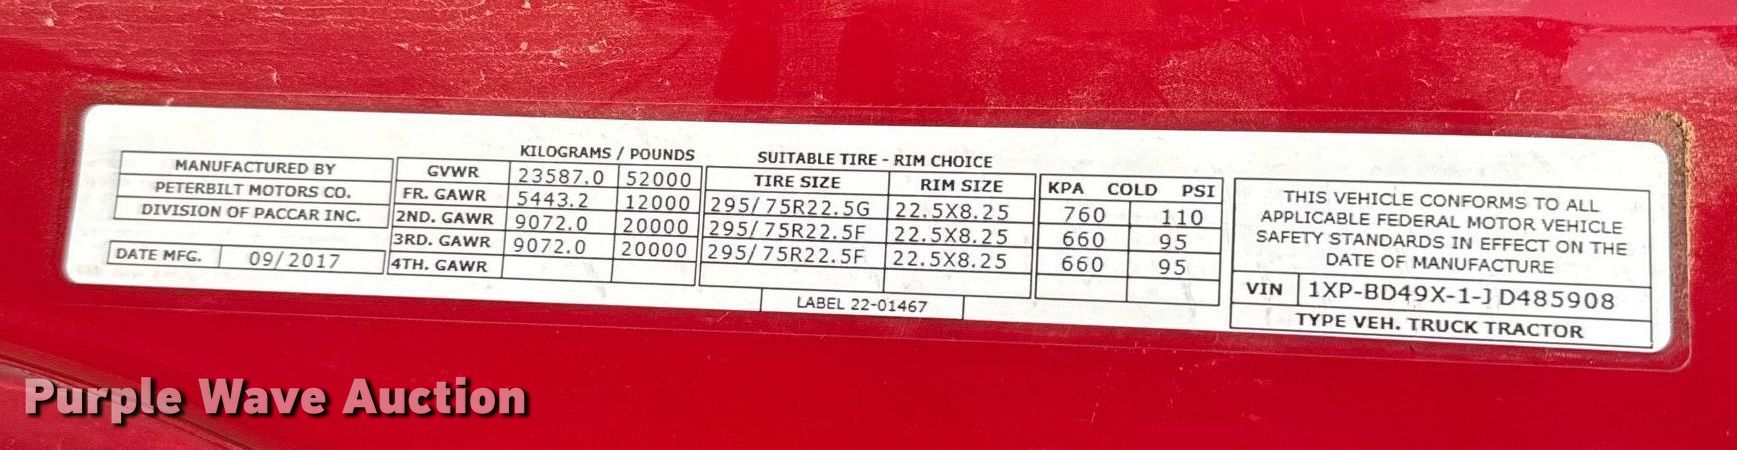 KILOGRAMS / POUNDS SUITABLE TIRE - RIM CHOICE
MANUFACTURED BY
PETERBILT MOTORS CO.
DIVISION OF PACCAR INC.
DATE MFG. 09/2017
GVWR 23587.0 52000
FR. GAWR 5443.2 12000
2ND. GAWR 9072.0 20000
3RD. GAWR 9072.0 20000
4TH. GAWR
TIRE SIZE RIM SIZE
295/75R22.5G 22.5X8.25
295/75R22.5F 22.5X8.25
295/75R22.5F 22.5X8.25
KPA COLD PSI
760 110
660 95
660 95
LABEL 22-01467
THIS VEHICLE CONFORMS TO ALL
APPLICABLE FEDERAL MOTOR VEHICLE
SAFETY STANDARDS IN EFFECT ON THE
DATE OF MANUFACTURE
VIN 1XP-BD49X-1-JD485908
TYPE VEH. TRUCK TRACTOR
Purple Wave Auction